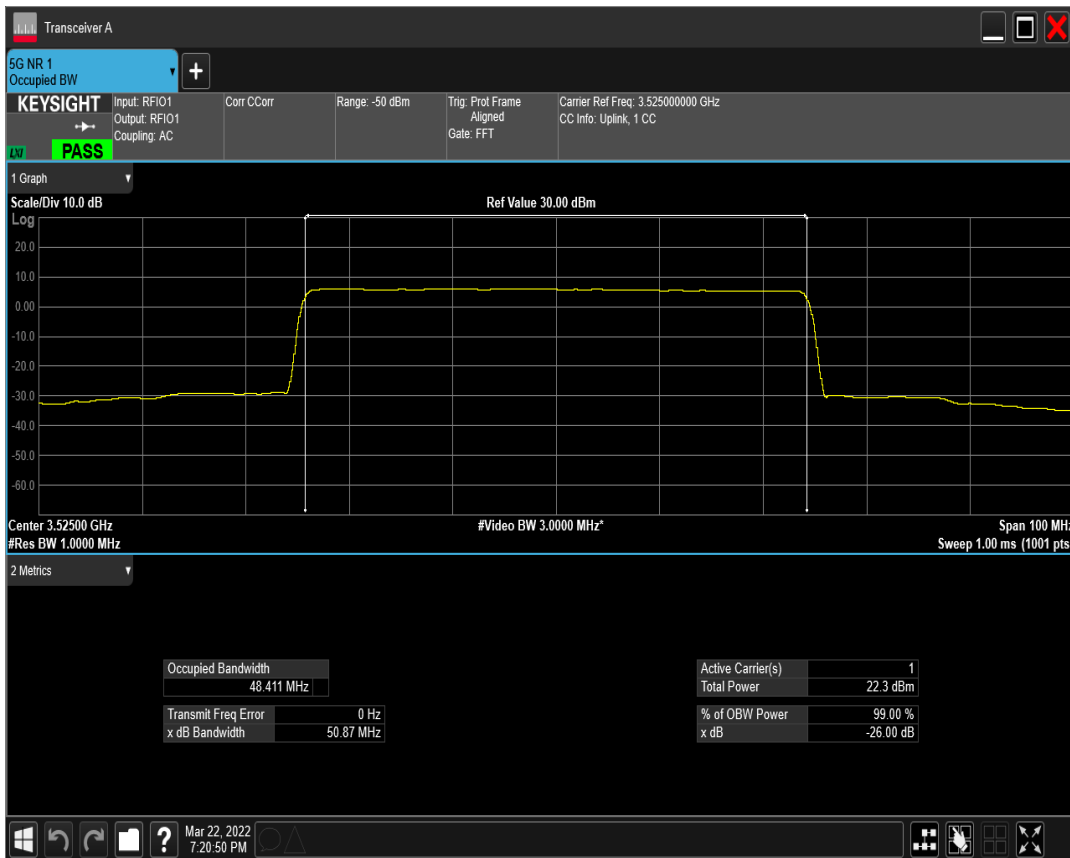 Transceiver A
5G NR 1
Occupied BW
+
KEYSIGHT
LXI
PASS
Input: RFIO1
Output: RFIO1
Coupling: AC
Corr CCorr
Range: -50 dBm
Trig: Prot Frame
Aligned
Gate: FFT
Carrier Ref Freq: 3.525000000 GHz
CC Info: Uplink, 1 CC
1 Graph
Scale/Div 10.0 dB
Ref Value 30.00 dBm
Log
20.0
10.0
0.00
-10.0
-20.0
-30.0
-40.0
-50.0
-60.0
Center 3.52500 GHz
#Video BW 3.0000 MHz*
Span 100 MHz
#Res BW 1.0000 MHz
Sweep 1.00 ms (1001 pts
2 Metrics
Occupied Bandwidth
48.411 MHz
Transmit Freq Error 0 Hz
x dB Bandwidth 50.87 MHz
Active Carrier(s) 1
Total Power 22.3 dBm
% of OBW Power 99.00 %
x dB -26.00 dB
?
Mar 22, 2022
7:20:50 PM